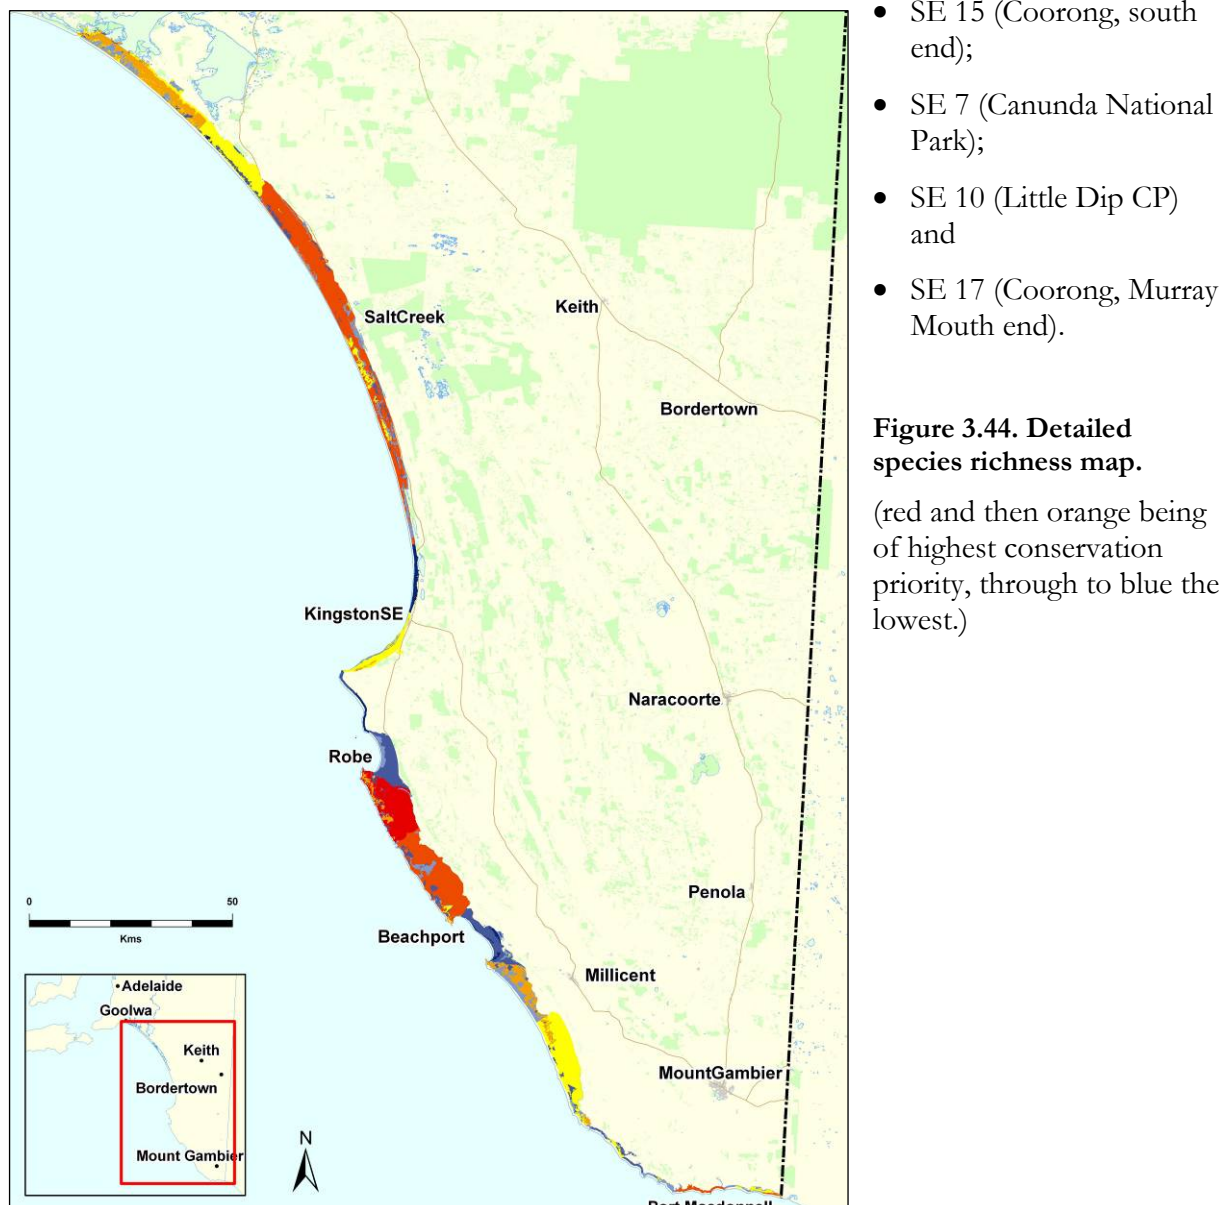 • SE 15 (Coorong, south
end);
• SE 7 (Canunda National
Park);
• SE 10 (Little Dip CP)
and
• SE 17 (Coorong, Murray
Mouth end).
Figure 3.44. Detailed
species richness map.
(red and then orange being
of highest conservation
priority, through to blue the
lowest.)
SaltCreek
Keith
Bordertown
KingstonSE
Naracoorte
Robe
Penola
Beachport
Millicent
MountGambier
0 50
Kms
Adelaide
Goolwa
Keith
Bordertown
Mount Gambier
N